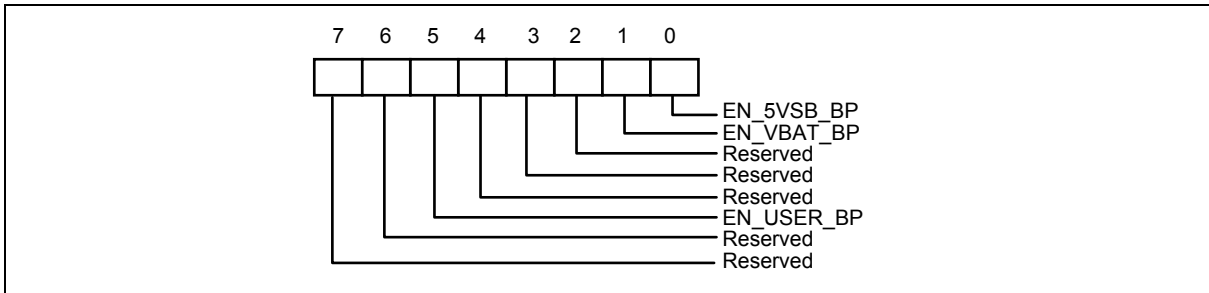 7 6 5 4 3 2 1 0
EN_5VSB_BP
EN_VBAT_BP
Reserved
Reserved
Reserved
EN_USER_BP
Reserved
Reserved